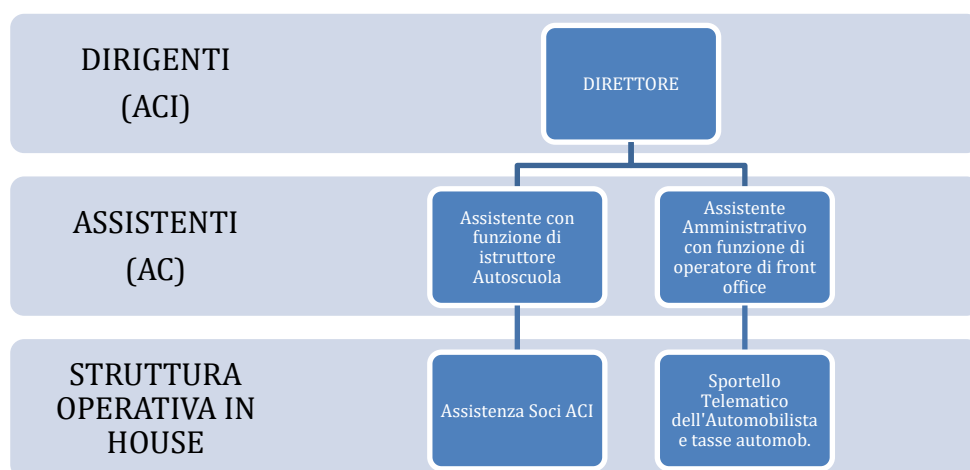 DIRIGENTI
(ACI)
DIRETTORE
ASSISTENTI
(AC)
Assistente con
funzione di
istruttore
Autoscuola
Assistente
Amministrativo
con funzione di
operatore di front
office
STRUTTURA
OPERATIVA IN
HOUSE
Assistenza Soci ACI
Sportello
Telematico
dell'Automobilista
e tasse automob.